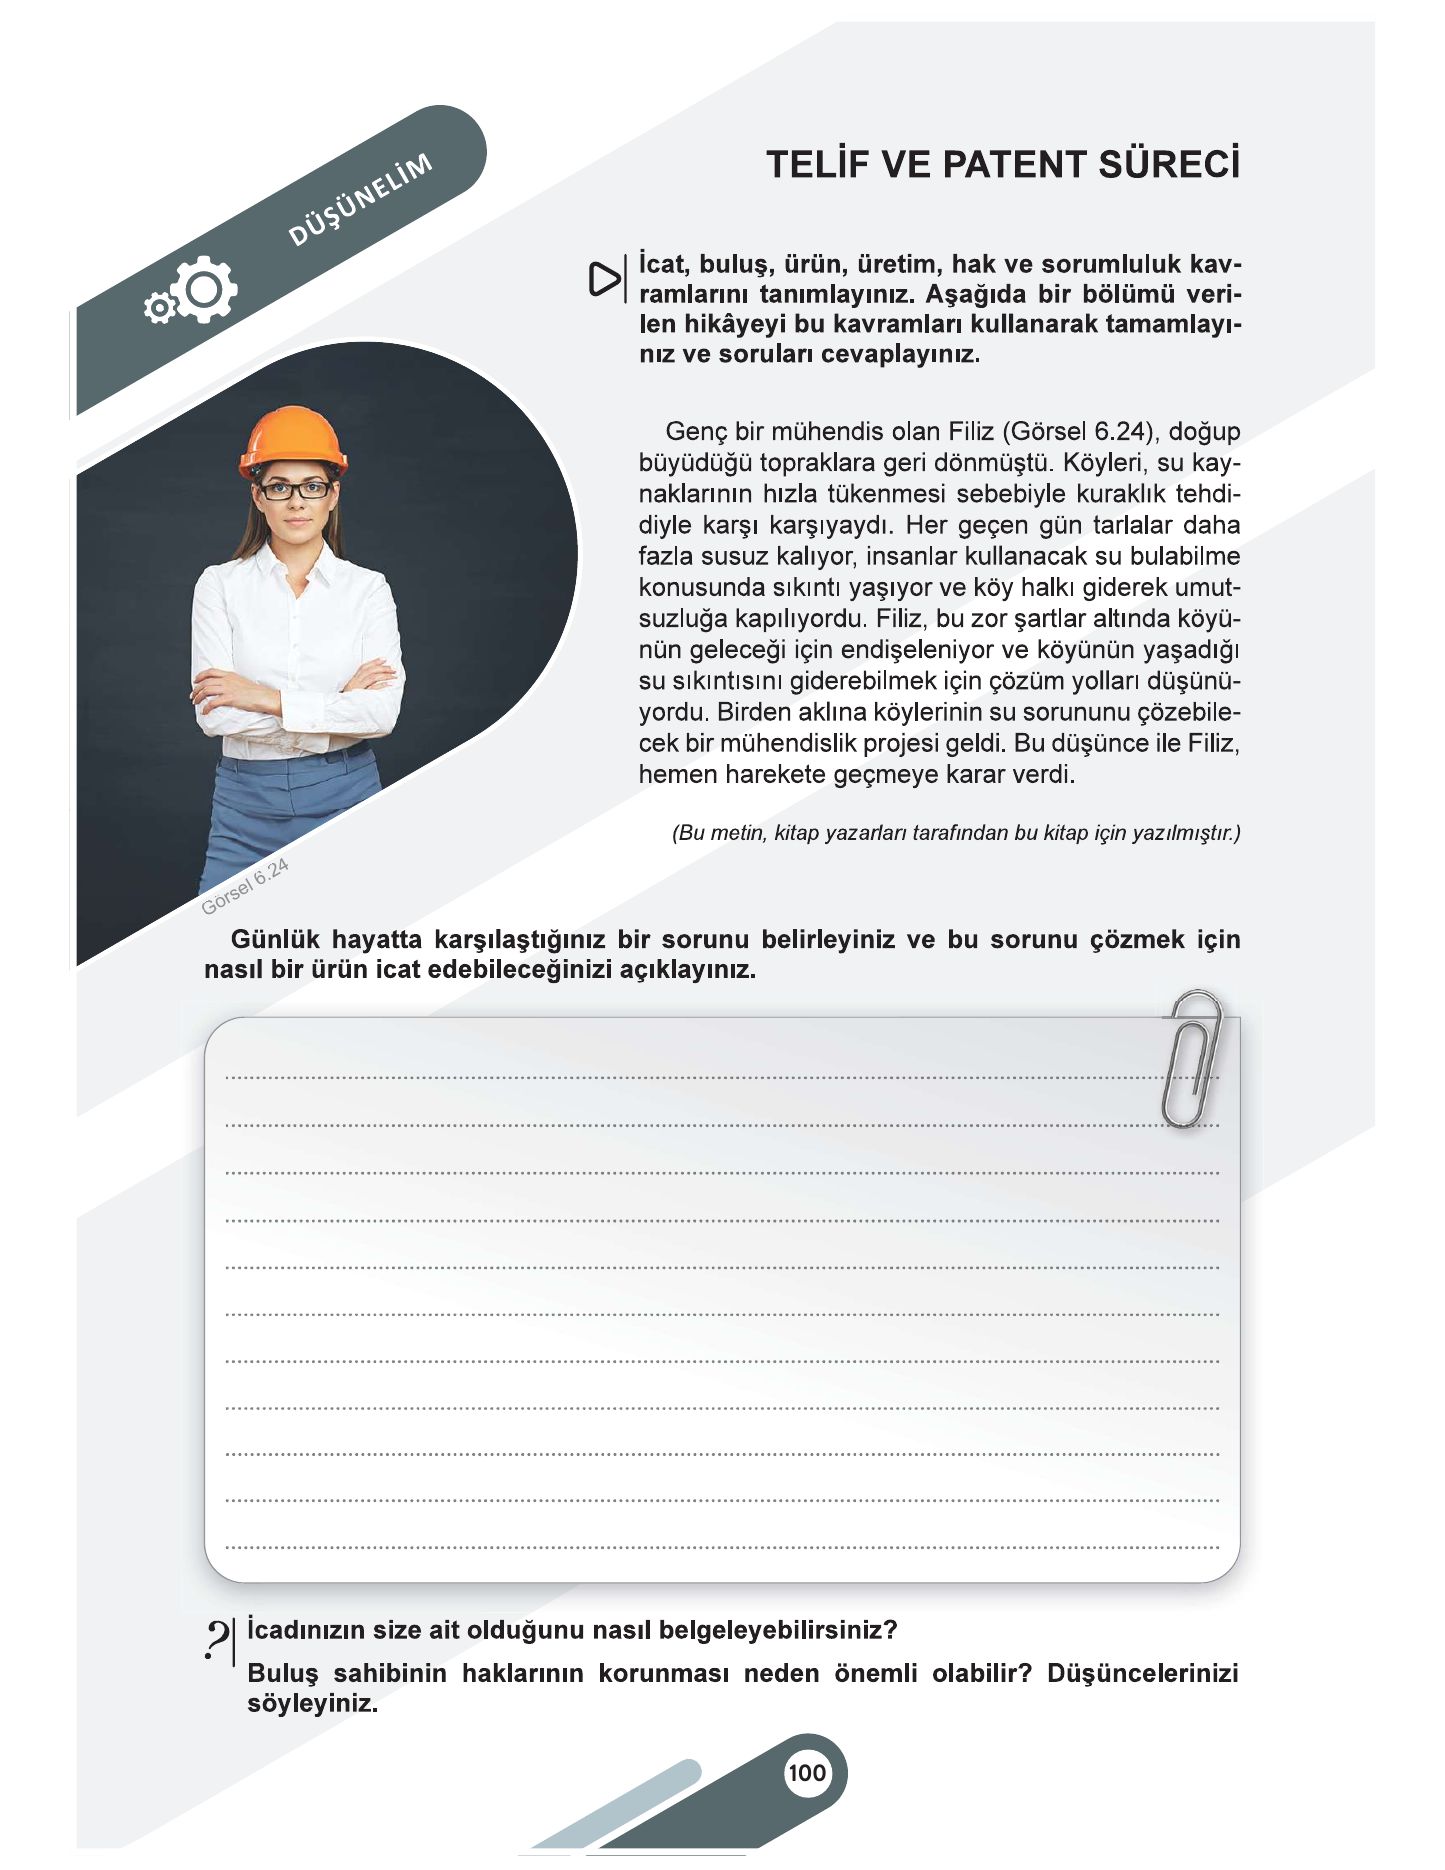 DÜŞÜNELİM
TELİF VE PATENT SÜRECİ
İcat, buluş, ürün, üretim, hak ve sorumluluk kav-
ramlarını tanımlayınız. Aşağıda bir bölümü veri-
len hikâyeyi bu kavramları kullanarak tamamlayı-
nız ve soruları cevaplayınız.
Genç bir mühendis olan Filiz (Görsel 6.24), doğup
büyüdüğü topraklara geri dönmüştü. Köyleri, su kay-
naklarının hızla tükenmesi sebebiyle kuraklık tehdi-
diyle karşı karşıyaydı. Her geçen gün tarlalar daha
fazla susuz kalıyor, insanlar kullanacak su bulabilme
konusunda sıkıntı yaşıyor ve köy halkı giderek umut-
suzluğa kapılıyordu. Filiz, bu zor şartlar altında köyü-
nün geleceği için endişeleniyor ve köyünün yaşadığı
su sıkıntısını giderebilmek için çözüm yolları düşünü-
yordu. Birden aklına köylerinin su sorununu çözebile-
cek bir mühendislik projesi geldi. Bu düşünce ile Filiz,
hemen harekete geçmeye karar verdi.
(Bu metin, kitap yazarları tarafından bu kitap için yazılmıştır.)
Görsel 6.24
Günlük hayatta karşılaştığınız bir sorunu belirleyiniz ve bu sorunu çözmek için
nasıl bir ürün icat edebileceğinizi açıklayınız.
İcadınızın size ait olduğunu nasıl belgeleyebilirsiniz?
Buluş sahibinin haklarının korunması neden önemli olabilir? Düşüncelerinizi
söyleyiniz.
100